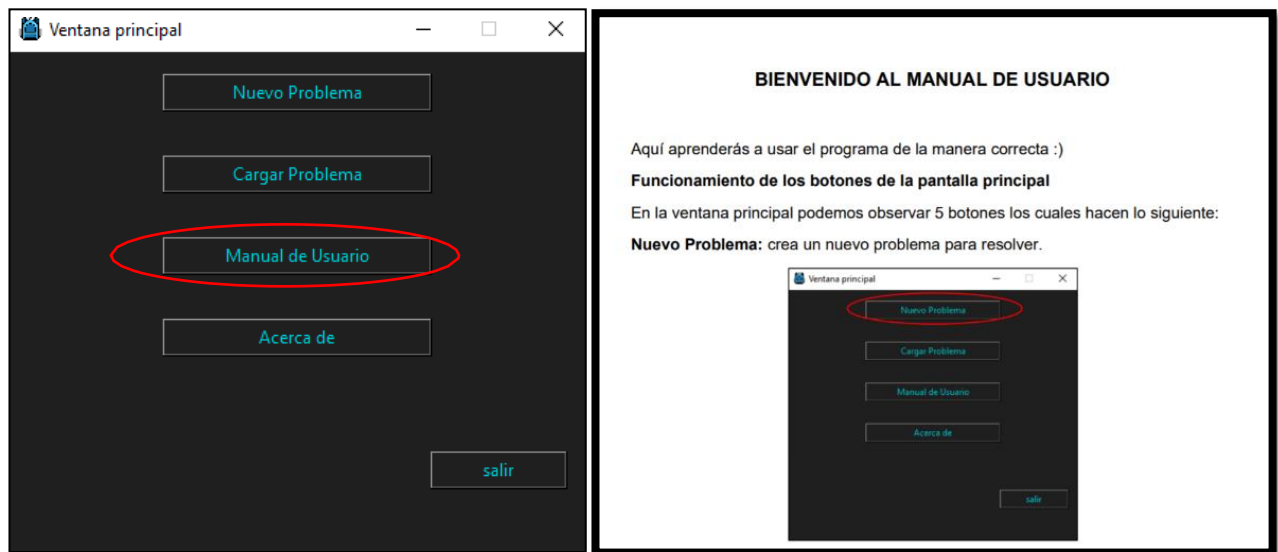 Ventana principal
Nuevo Problema
Cargar Problema
Manual de Usuario
Acerca de
salir
BIENVENIDO AL MANUAL DE USUARIO
Aquí aprenderás a usar el programa de la manera correcta :)
Funcionamiento de los botones de la pantalla principal
En la ventana principal podemos observar 5 botones los cuales hacen lo siguiente:
Nuevo Problema: crea un nuevo problema para resolver.
Ventana principal
Nuevo Problema
Cargar Problema
Manual de Usuario
Acerca de
salir